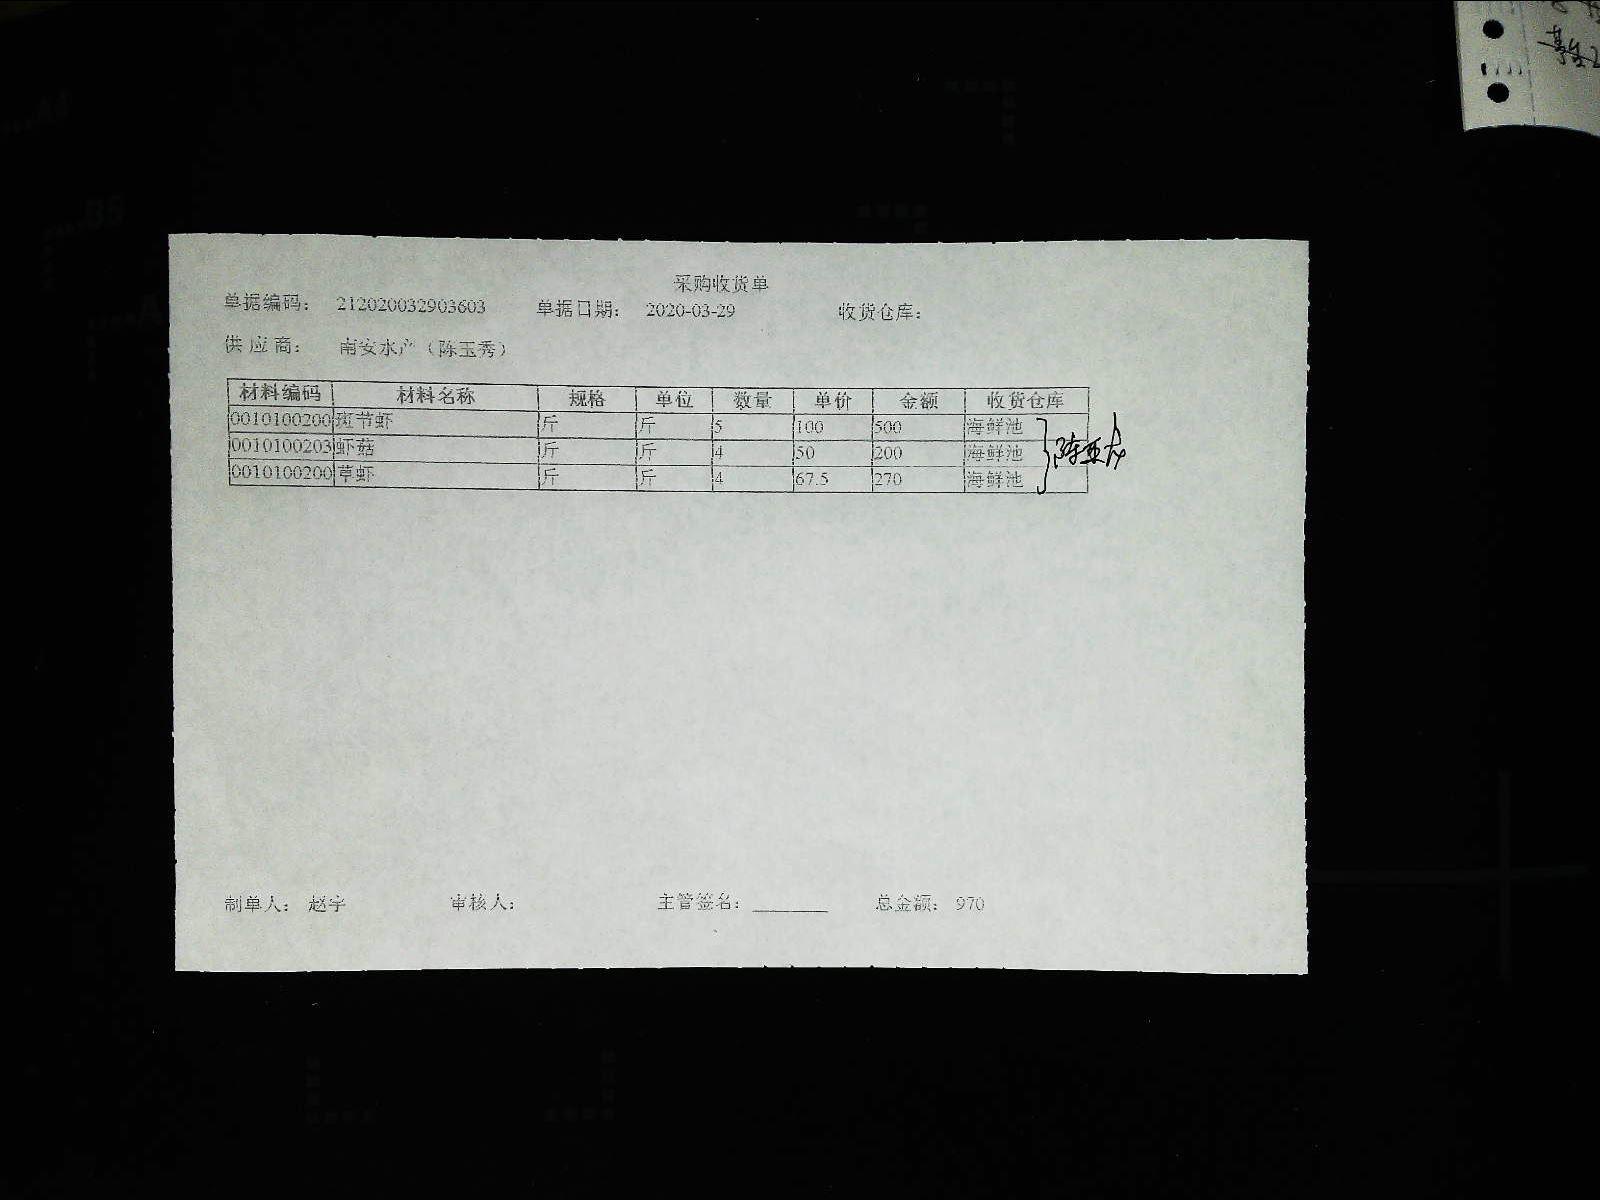 采购收货单
单据编码： 212020032903603 单据日期： 2020-03-29 收货仓库：
供 应 商： 南安水产（陈玉秀）
材料编码 材料名称 规格 单位 数量 单价 金额 收货仓库
0010100200 斑节虾 斤 斤 5 100 500 海鲜池
0010100203 虾菇 斤 斤 4 50 200 海鲜池
0010100200 草虾 斤 斤 4 67.5 270 海鲜池
陈亚
制单人： 赵宇 审核人： 主管签名： ________ 总金额： 970